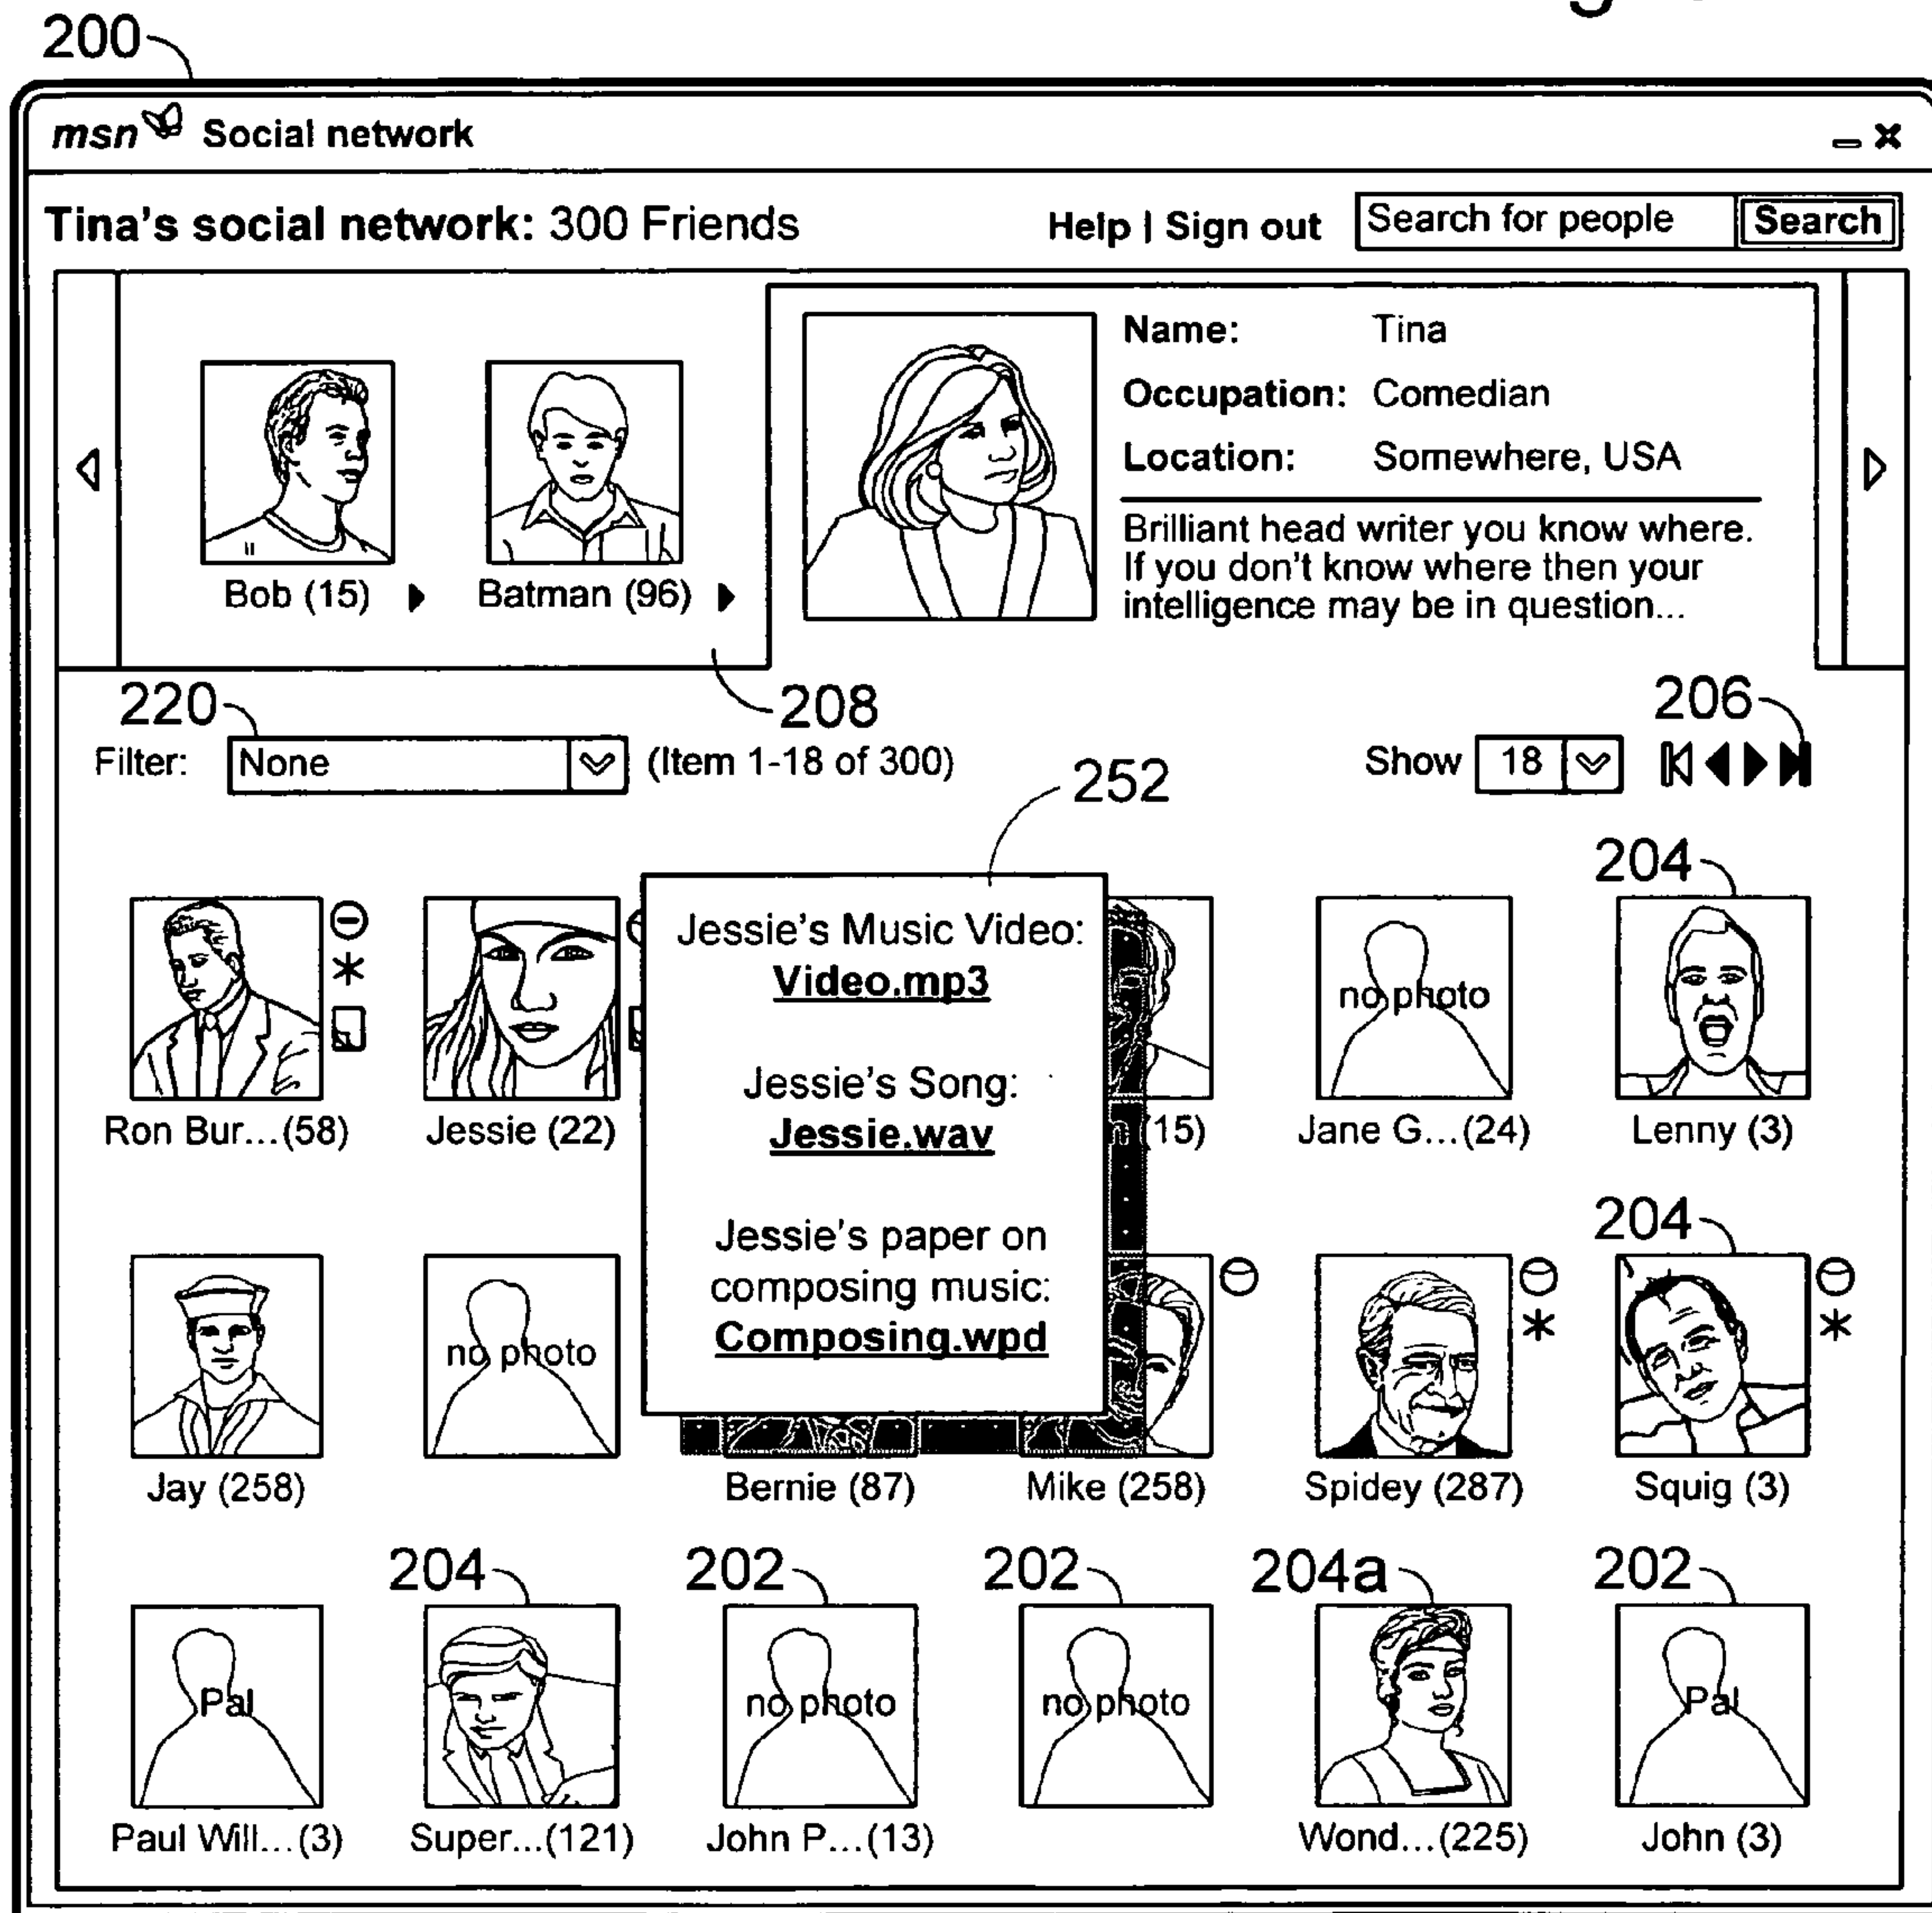 200
msn Social network
Tina's social network: 300 Friends
Help | Sign out
Search for people
Search
Name: Tina
Occupation: Comedian
Location: Somewhere, USA
Brilliant head writer you know where.
If you don't know where then your
intelligence may be in question...
Bob (15)
Batman (96)
208
220
206
Filter: None (Item 1-18 of 300)
Show 18
252
204
Jessie's Music Video:
Video.mp3
Jessie's Song:
Jessie.wav
Jessie's paper on
composing music:
Composing.wpd
no photo
Ron Bur...(58)
Jessie (22)
(15)
Jane G...(24)
Lenny (3)
204
no photo
Jay (258)
Bernie (87)
Mike (258)
Spidey (287)
Squig (3)
204
202
202
204a
202
Pal
no photo
no photo
Pal
Paul Will...(3)
Super...(121)
John P...(13)
Wond...(225)
John (3)